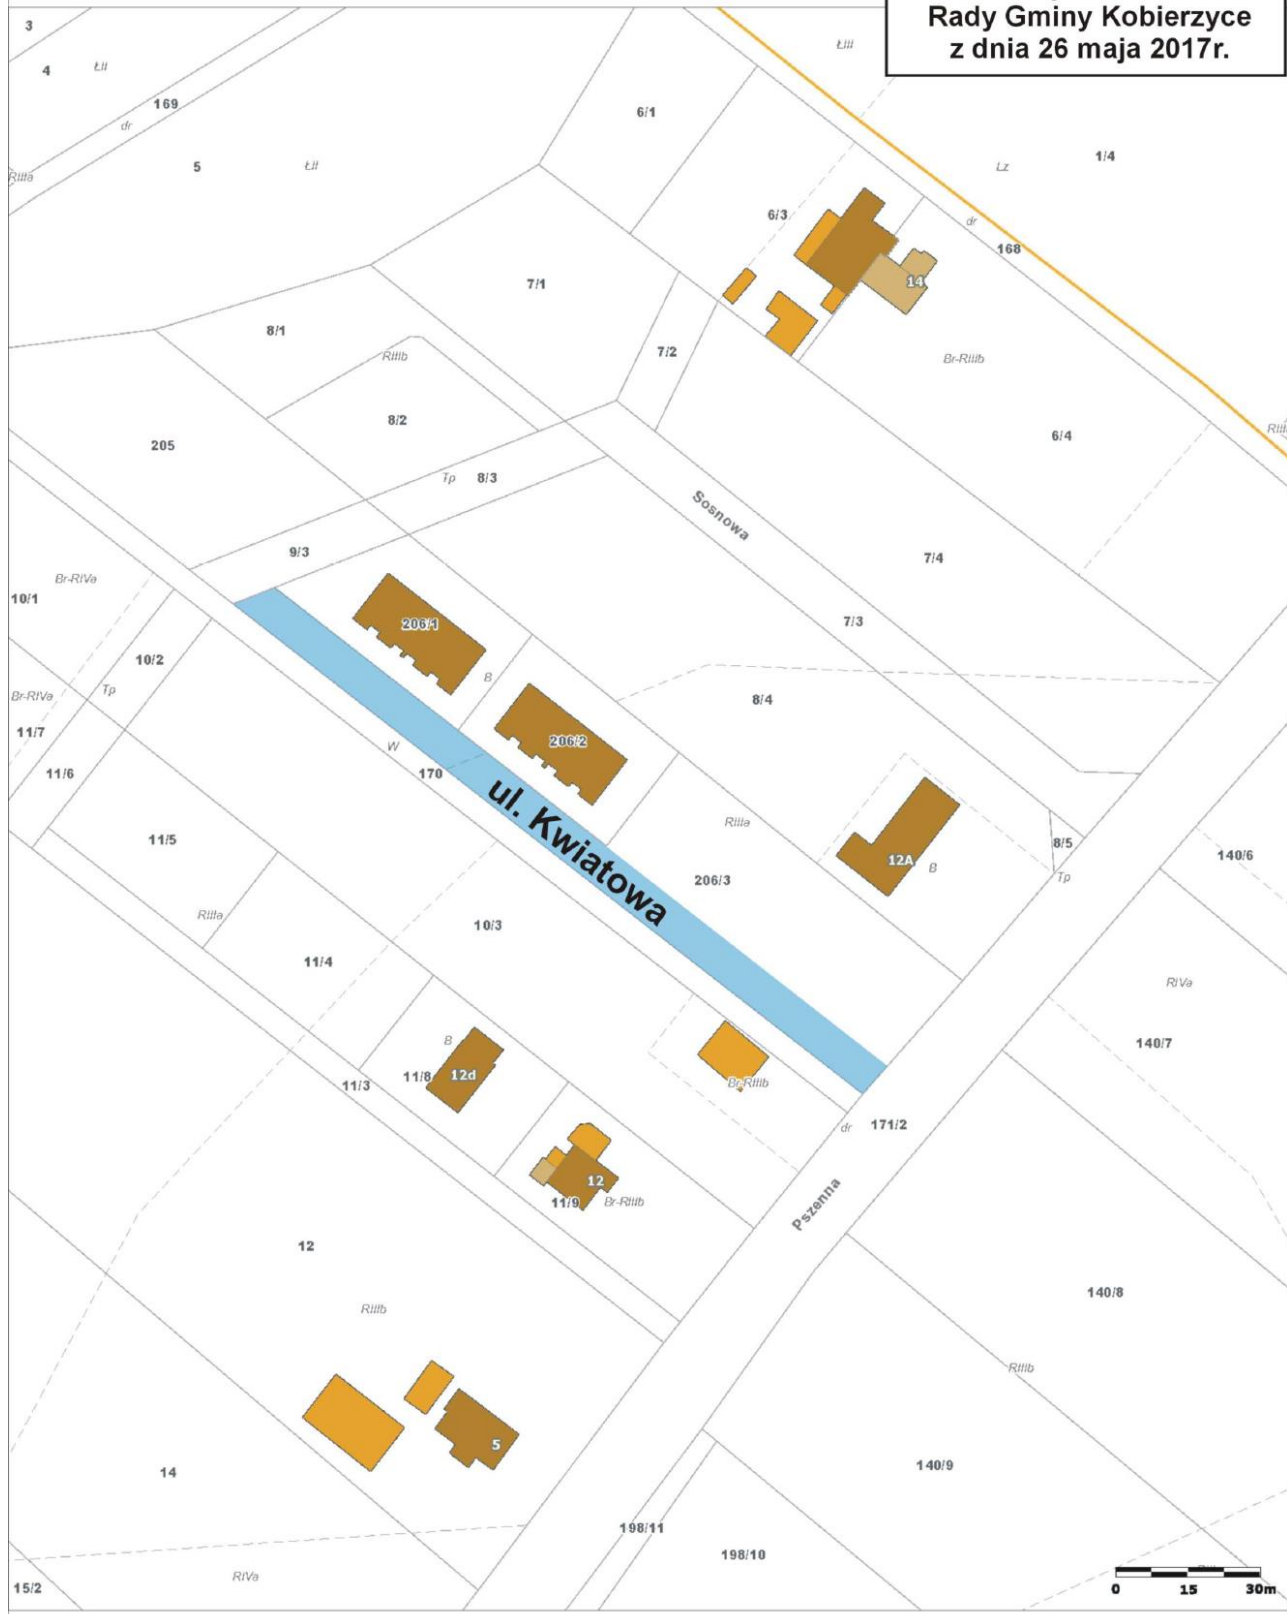 Rady Gminy Kobierzyce
z dnia 26 maja 2017r.
3
ŁIII
4
ŁII
169
6/1
dr
1/4
5
ŁII
Lz
RIIIa
6/3
dr
168
7/1
14
8/1
7/2
RIIIb
Br-RIIIb
8/2
6/4
205
Tp
8/3
Sosnowa
9/3
7/4
Br-RIVa
10/1
206/1
7/3
10/2
B
Tp
Br-RIVa
8/4
11/7
206/2
W
170
11/6
ul. Kwiatowa
RIIIa
11/5
8/5
140/6
12A
B
Tp
206/3
RIIIa
10/3
11/4
RIVa
B
140/7
11/8
12d
11/3
Br-RIIIb
dr
171/2
12
11/9
Br-RIIIb
Pszenna
12
140/8
RIIIb
RIIIb
5
14
140/9
198/11
198/10
RIVa
15/2
0
15
30m